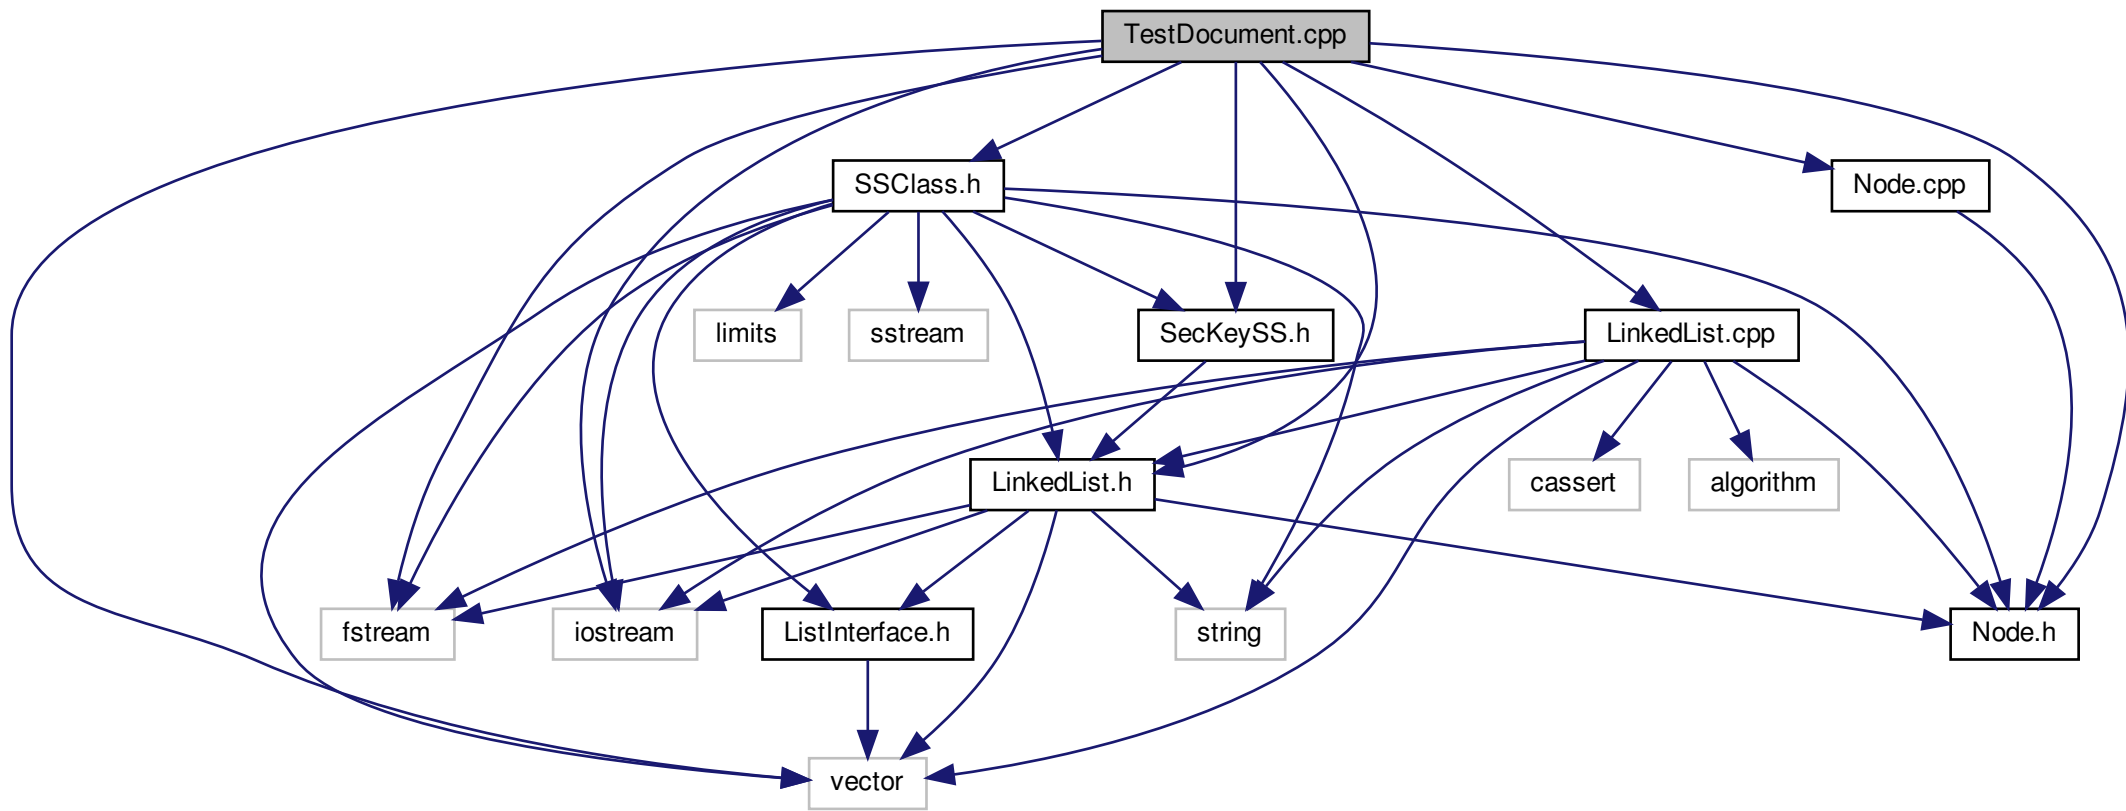 TestDocument.cpp
SSClass.h
Node.cpp
limits
sstream
SecKeySS.h
LinkedList.cpp
LinkedList.h
cassert
algorithm
fstream
iostream
ListInterface.h
string
Node.h
vector